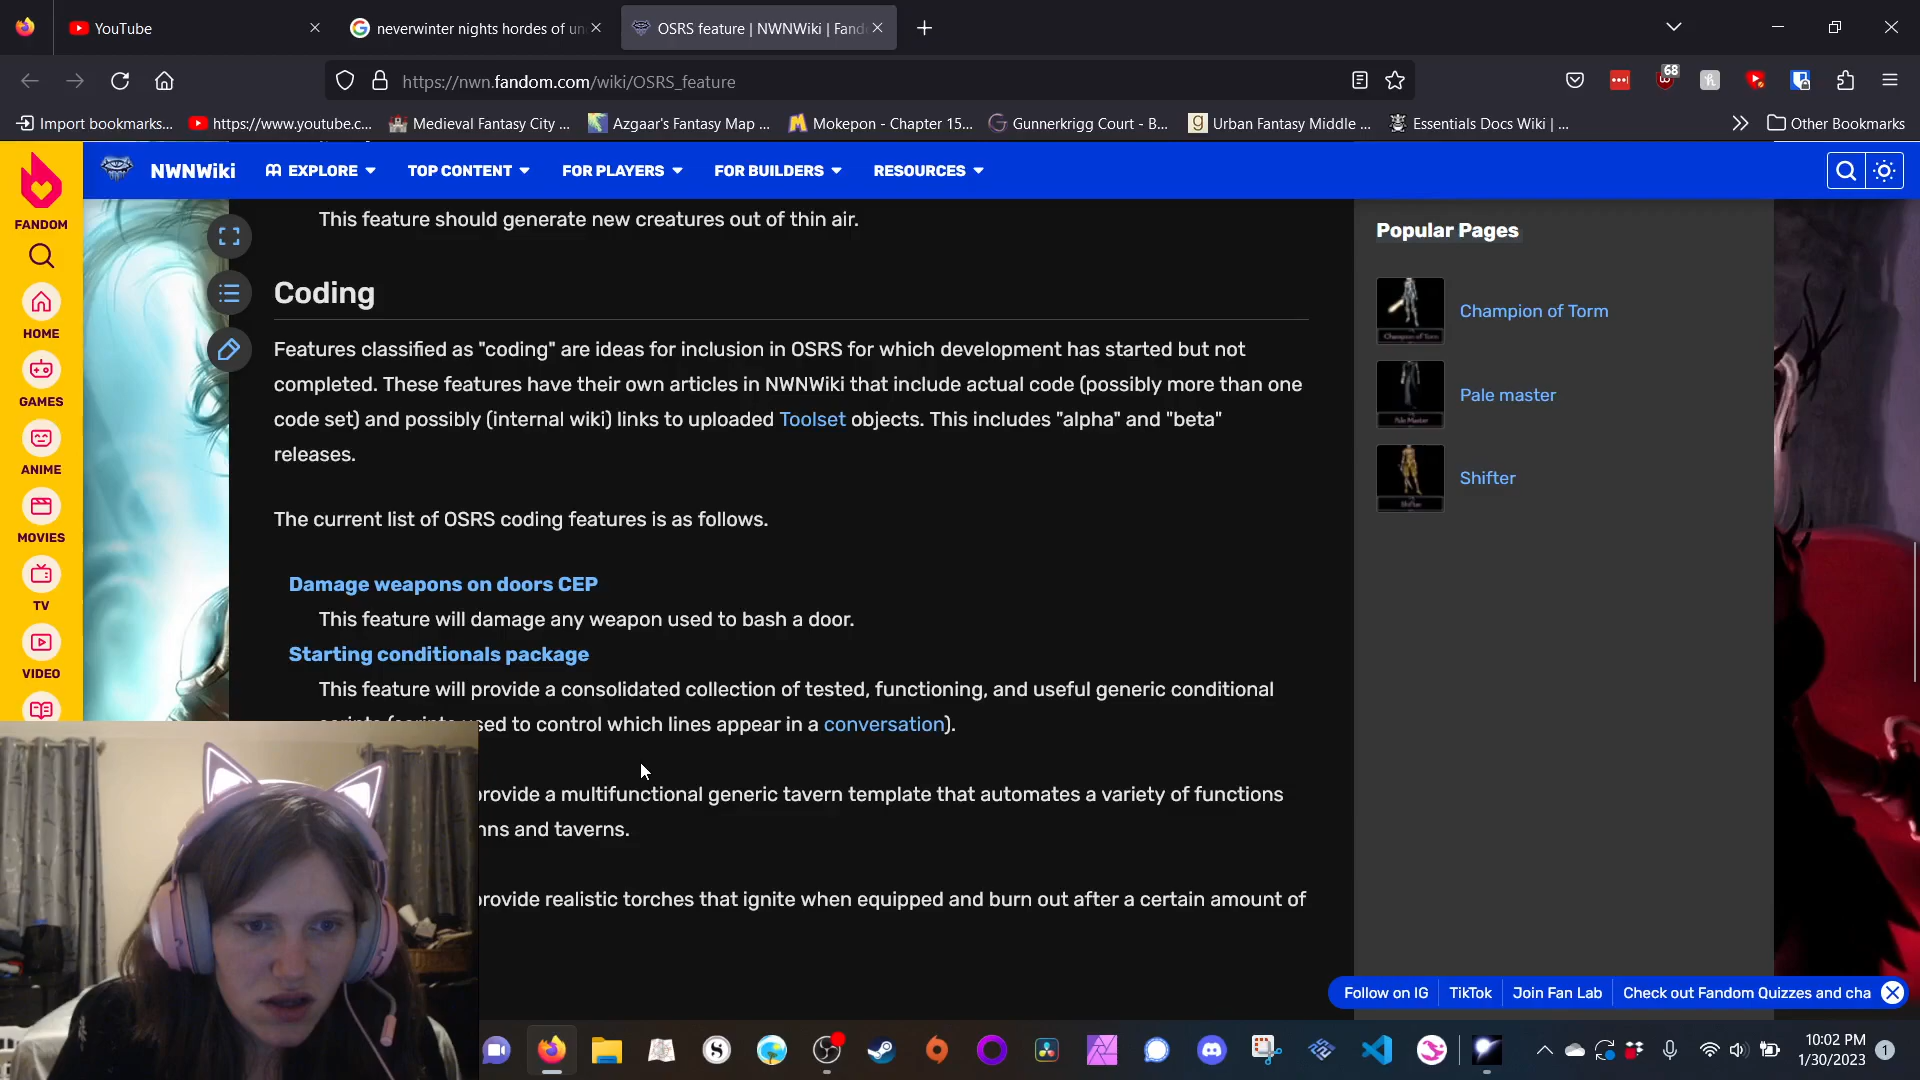 YouTube
neverwinter nights hordes of un
OSRS feature | NWNWiki | Fand
https://nwn.fandom.com/wiki/OSRS_feature
68
Import bookmarks...
https://www.youtube.c...
Medieval Fantasy City ...
Azgaar's Fantasy Map ...
Mokepon - Chapter 15...
Gunnerkrigg Court - B...
Urban Fantasy Middle ...
Essentials Docs Wiki | ...
Other Bookmarks
FANDOM
HOME
GAMES
ANIME
MOVIES
TV
VIDEO
NWNWiki
EXPLORE
TOP CONTENT
FOR PLAYERS
FOR BUILDERS
RESOURCES
This feature should generate new creatures out of thin air.
Coding
Features classified as "coding" are ideas for inclusion in OSRS for which development has started but not
completed. These features have their own articles in NWNWiki that include actual code (possibly more than one
code set) and possibly (internal wiki) links to uploaded Toolset objects. This includes "alpha" and "beta"
releases.
The current list of OSRS coding features is as follows.
Damage weapons on doors CEP
This feature will damage any weapon used to bash a door.
Starting conditionals package
This feature will provide a consolidated collection of tested, functioning, and useful generic conditional
sed to control which lines appear in a conversation).
provide a multifunctional generic tavern template that automates a variety of functions
nns and taverns.
provide realistic torches that ignite when equipped and burn out after a certain amount of
Popular Pages
Champion of Torm
Champion of Torm
Pale Master
Pale master
Shifter
Shifter
Follow on IG
TikTok
Join Fan Lab
Check out Fandom Quizzes and cha
10:02 PM
1/30/2023
1